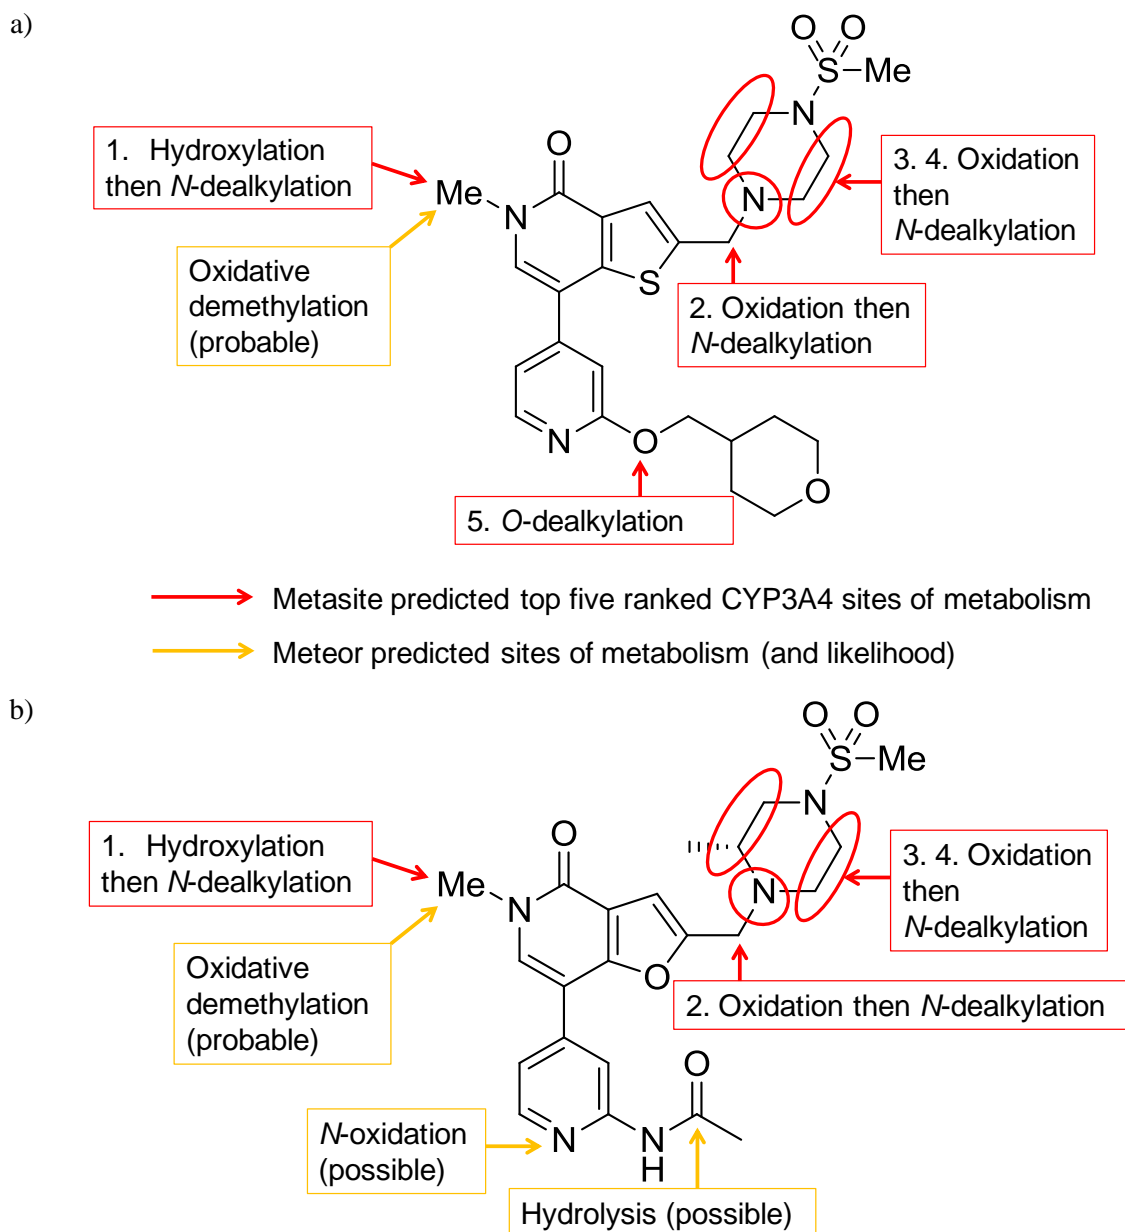 a)
O O
S Me
N
1. Hydroxylation
then N-dealkylation
O
3. 4. Oxidation
then
N-dealkylation
Me
N
N
S
Oxidative
demethylation
(probable)
2. Oxidation then
N-dealkylation
N
O
O
5. O-dealkylation
Metasite predicted top five ranked CYP3A4 sites of metabolism
Meteor predicted sites of metabolism (and likelihood)
b)
O O
S Me
N
1. Hydroxylation
then N-dealkylation
O
3. 4. Oxidation
then
N-dealkylation
Me
N
N
O
Oxidative
demethylation
(probable)
2. Oxidation then N-dealkylation
O
N-oxidation
(possible)
N
N
H
Hydrolysis (possible)